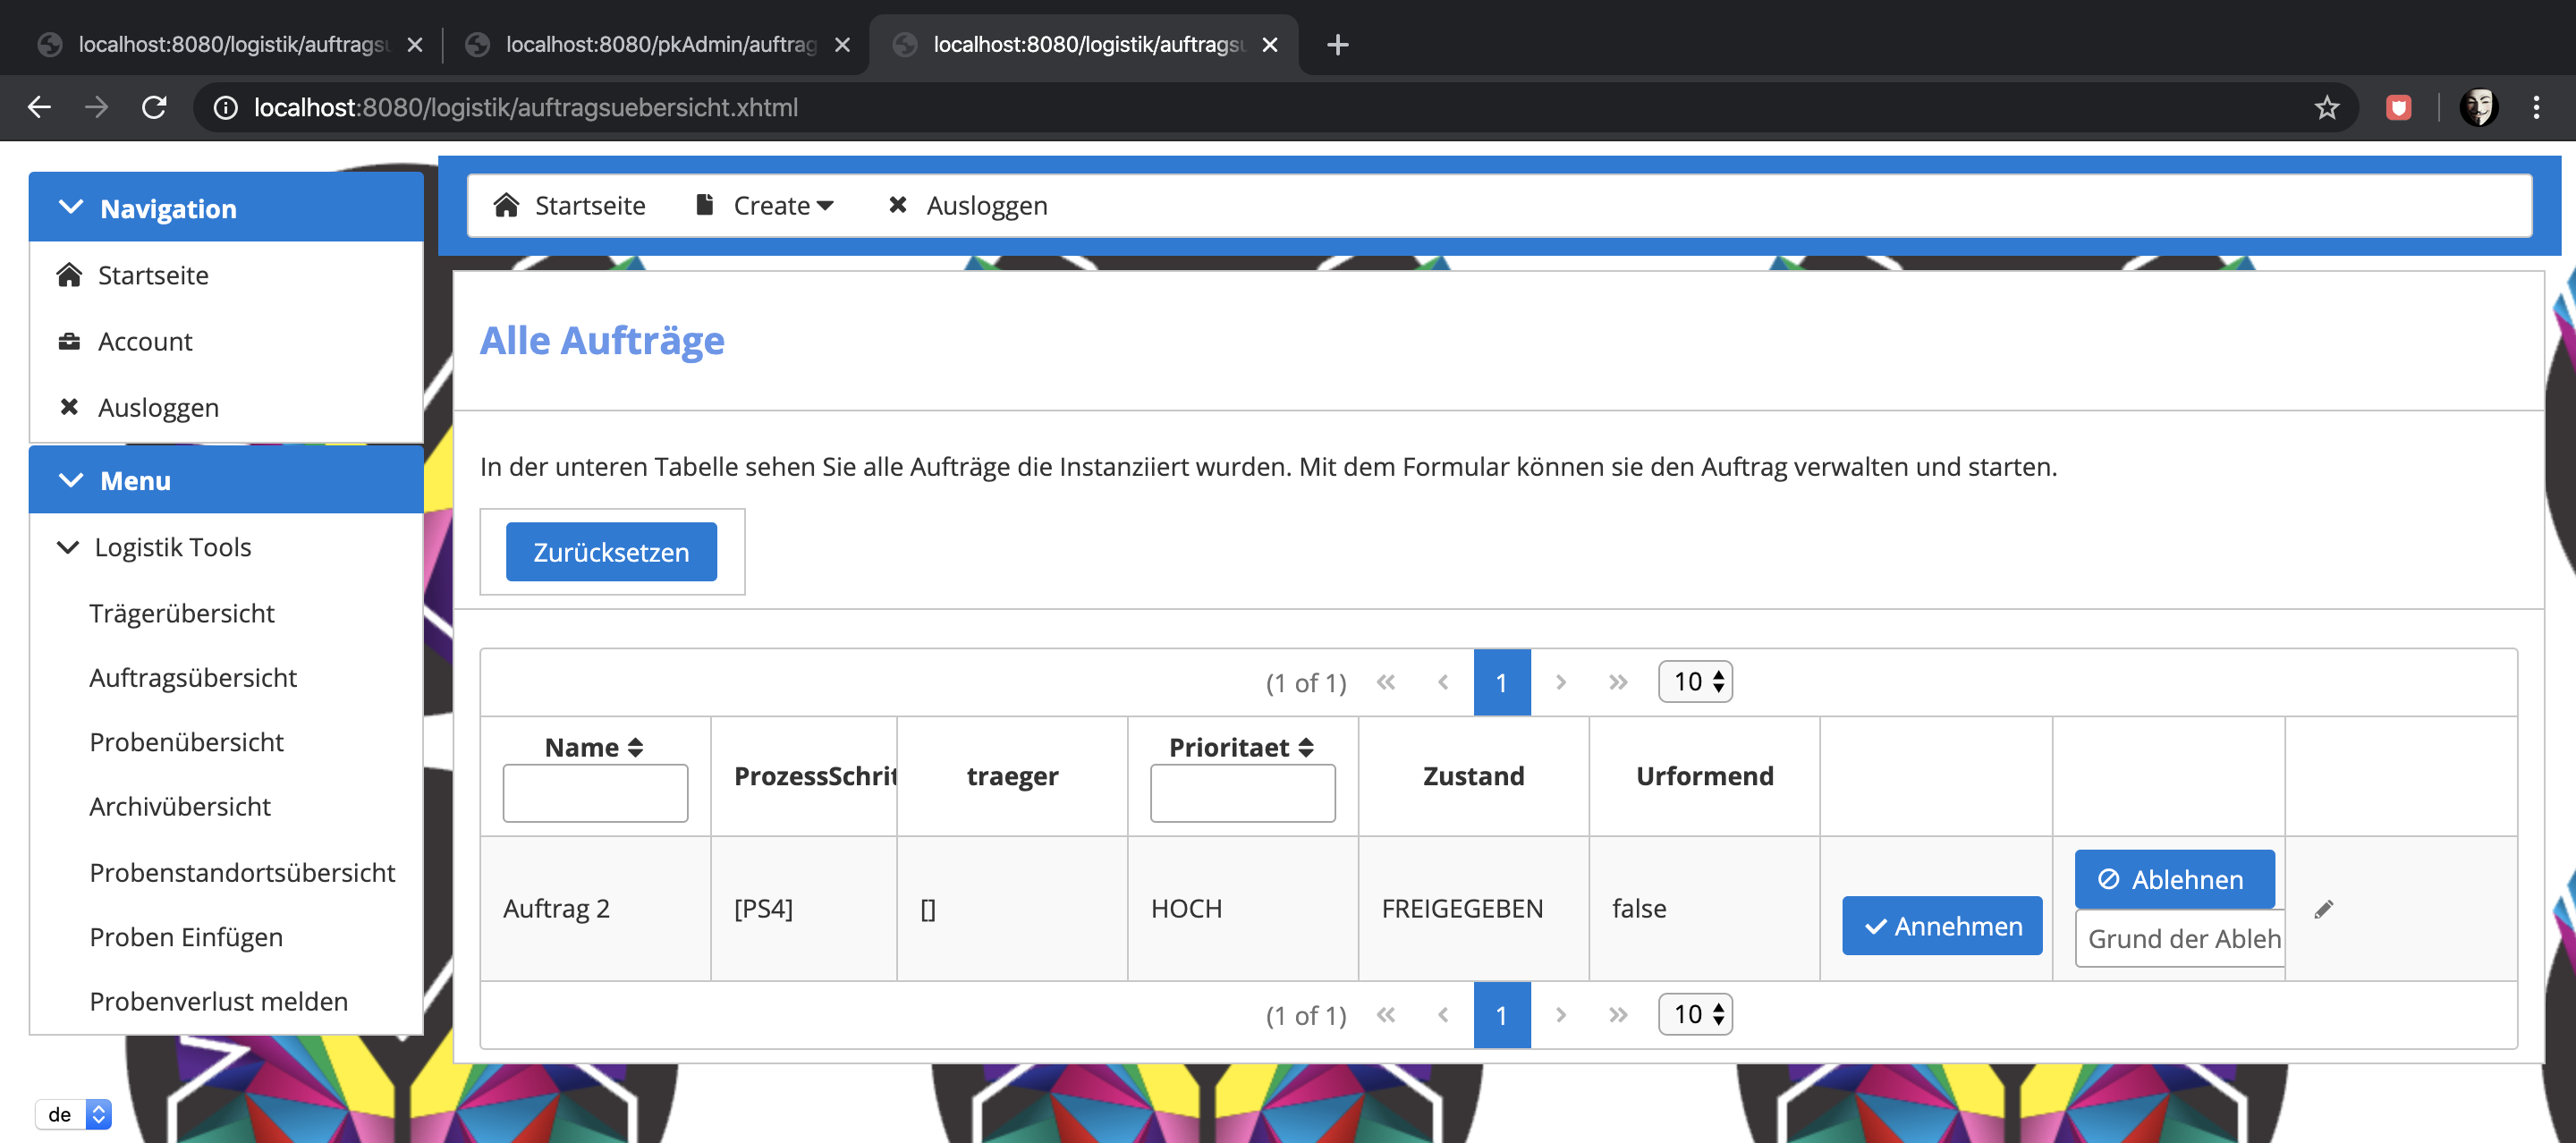 localhost:8080/logistik/auftragsu
localhost:8080/pkAdmin/auftrag
localhost:8080/logistik/auftragsu
localhost:8080/logistik/auftragsuebersicht.xhtml
Navigation
Startseite
Account
Ausloggen
Menu
Logistik Tools
Trägerübersicht
Auftragsübersicht
Probenübersicht
Archivübersicht
Probenstandortsübersicht
Proben Einfügen
Probenverlust melden
de
Startseite Create Ausloggen
Alle Aufträge
In der unteren Tabelle sehen Sie alle Aufträge die Instanziiert wurden. Mit dem Formular können sie den Auftrag verwalten und starten.
Zurücksetzen
(1 of 1) 1 10
Name ProzessSchrit traeger Prioritaet Zustand Urformend
Auftrag 2 [PS4] [] HOCH FREIGEGEBEN false Annehmen Ablehnen
Grund der Ableh
(1 of 1) 1 10